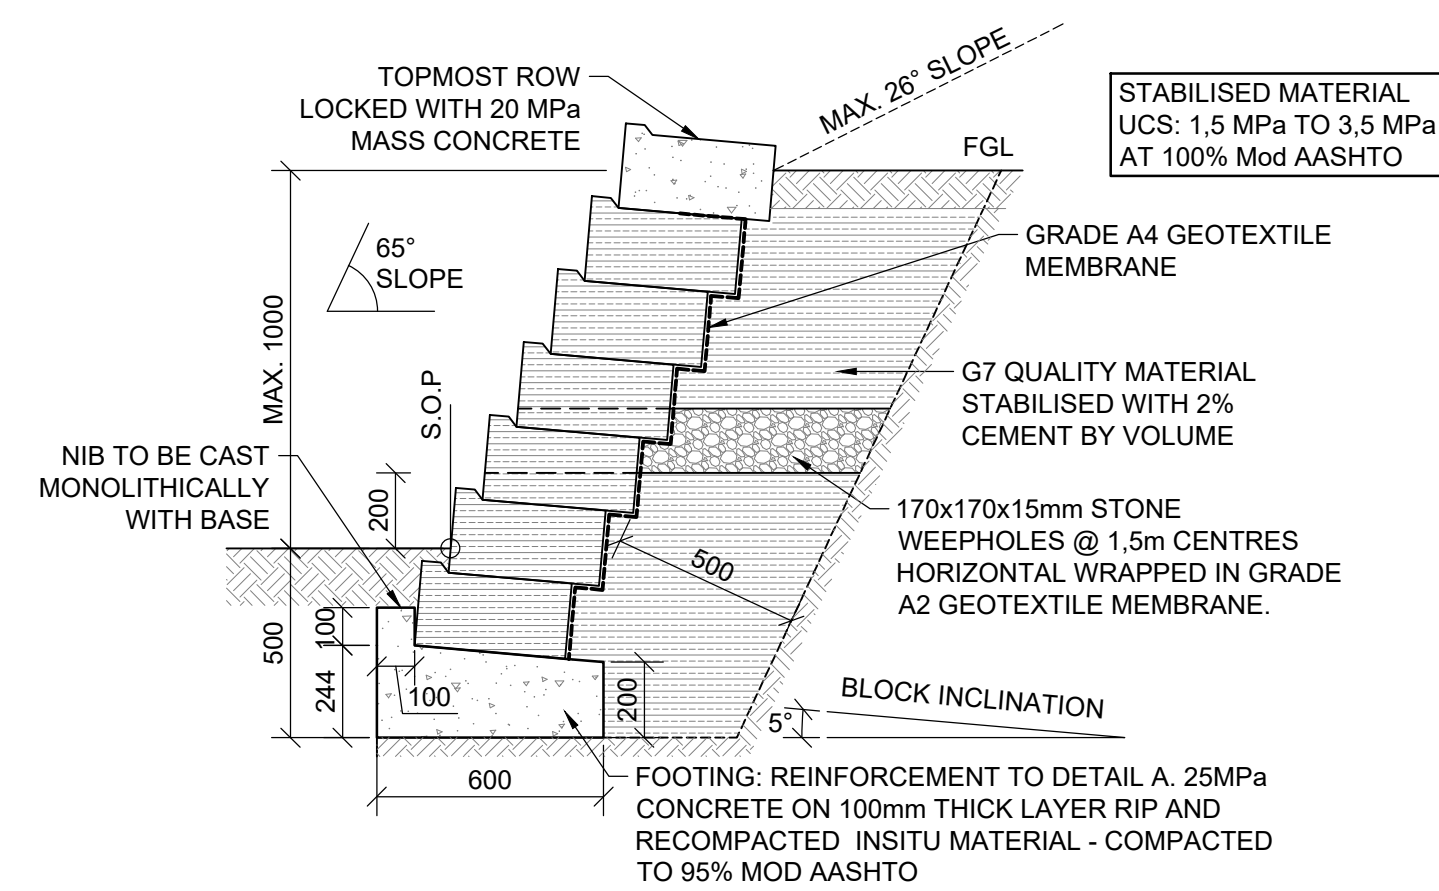 TOPMOST ROW
LOCKED WITH 20 MPa
MASS CONCRETE
MAX. 26° SLOPE
FGL
STABILISED MATERIAL
UCS: 1,5 MPa TO 3,5 MPa
AT 100% Mod AASHTO
65°
SLOPE
GRADE A4 GEOTEXTILE
MEMBRANE
MAX. 1000
S.O.P
G7 QUALITY MATERIAL
STABILISED WITH 2%
CEMENT BY VOLUME
NIB TO BE CAST
MONOLITHICALLY
WITH BASE
200
170x170x15mm STONE
WEEPHOLES @ 1,5m CENTRES
HORIZONTAL WRAPPED IN GRADE
A2 GEOTEXTILE MEMBRANE.
500
500
100
244
100
200
BLOCK INCLINATION
5°
600
FOOTING: REINFORCEMENT TO DETAIL A. 25MPa
CONCRETE ON 100mm THICK LAYER RIP AND
RECOMPACTED INSITU MATERIAL - COMPACTED
TO 95% MOD AASHTO